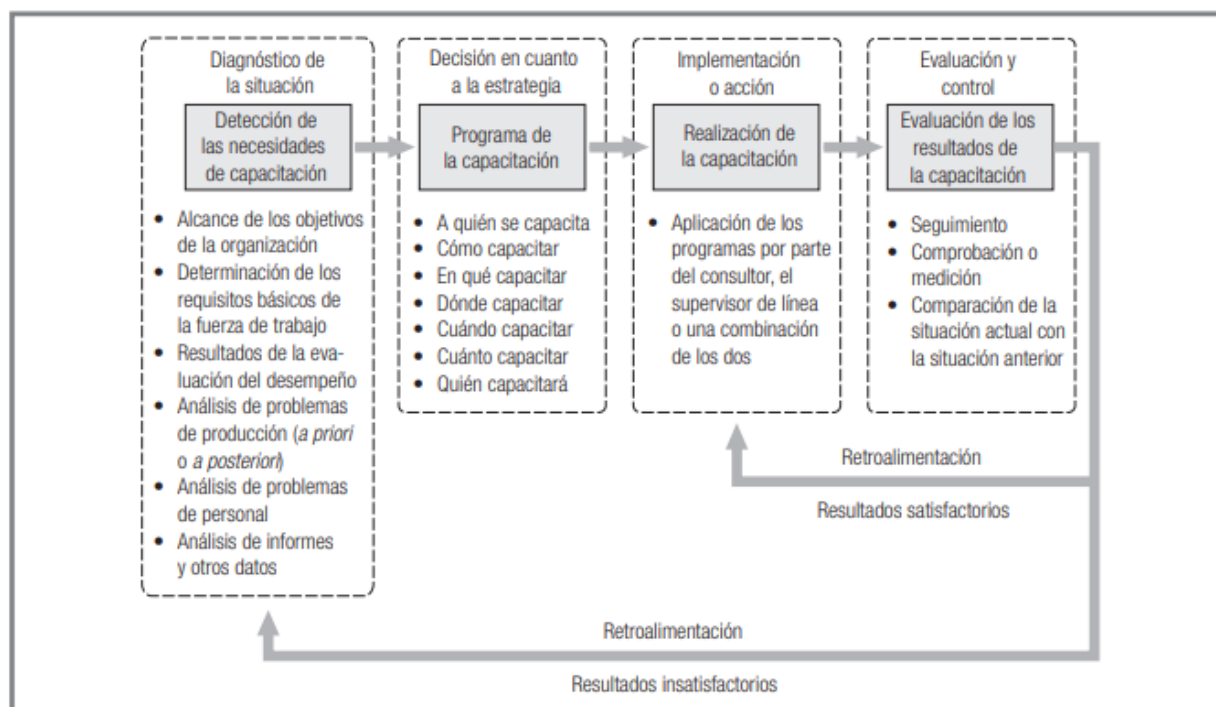 Diagnóstico de
la situación
Detección de
las necesidades
de capacitación
• Alcance de los objetivos
de la organización
• Determinación de los
requisitos básicos de
la fuerza de trabajo
• Resultados de la eva-
luación del desempeño
• Análisis de problemas
de producción (a priori
o a posteriori)
• Análisis de problemas
de personal
• Análisis de informes
y otros datos
Decisión en cuanto
a la estrategia
Programa de
la capacitación
• A quién se capacita
• Cómo capacitar
• En qué capacitar
• Dónde capacitar
• Cuándo capacitar
• Cuánto capacitar
• Quién capacitará
Implementación
o acción
Realización de
la capacitación
• Aplicación de los
programas por parte
del consultor, el
supervisor de línea
o una combinación
de los dos
Evaluación y
control
Evaluación de los
resultados de
la capacitación
• Seguimiento
• Comprobación o
medición
• Comparación de la
situación actual con
la situación anterior
Retroalimentación
Resultados satisfactorios
Retroalimentación
Resultados insatisfactorios